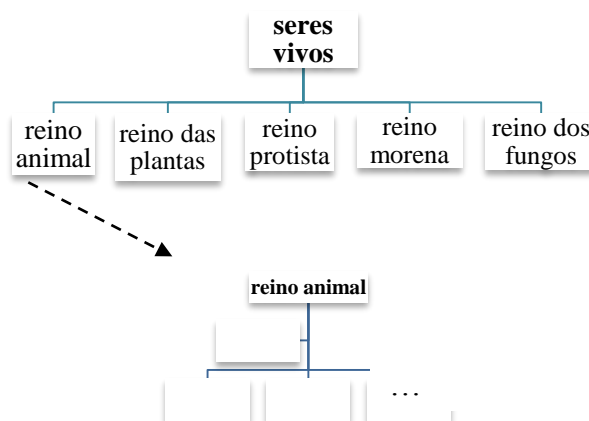 seres
vivos
reino
animal
reino das
plantas
reino
protista
reino
morena
reino dos
fungos
reino animal
...